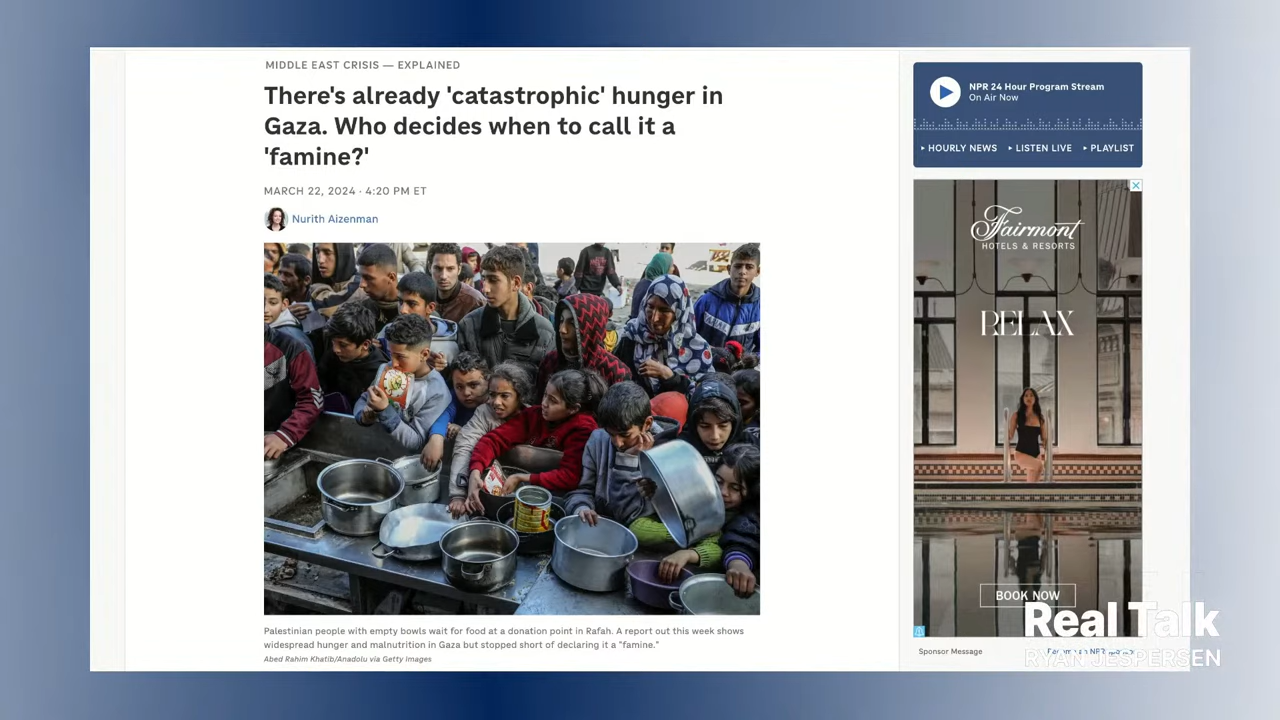 MIDDLE EAST CRISIS — EXPLAINED
There's already 'catastrophic' hunger in
Gaza. Who decides when to call it a
'famine?'
MARCH 22, 2024 · 4:20 PM ET
Nurith Aizenman
Palestinian people with empty bowls wait for food at a donation point in Rafah. A report out this week shows
widespread hunger and malnutrition in Gaza but stopped short of declaring it a "famine."
Abed Rahim Khatib/Anadolu via Getty Images
NPR 24 Hour Program Stream
On Air Now
HOURLY NEWS
LISTEN LIVE
PLAYLIST
Fairmont
HOTELS & RESORTS
RELAX
BOOK NOW
Sponsor Message
Real Talk
RYAN JESPERSEN